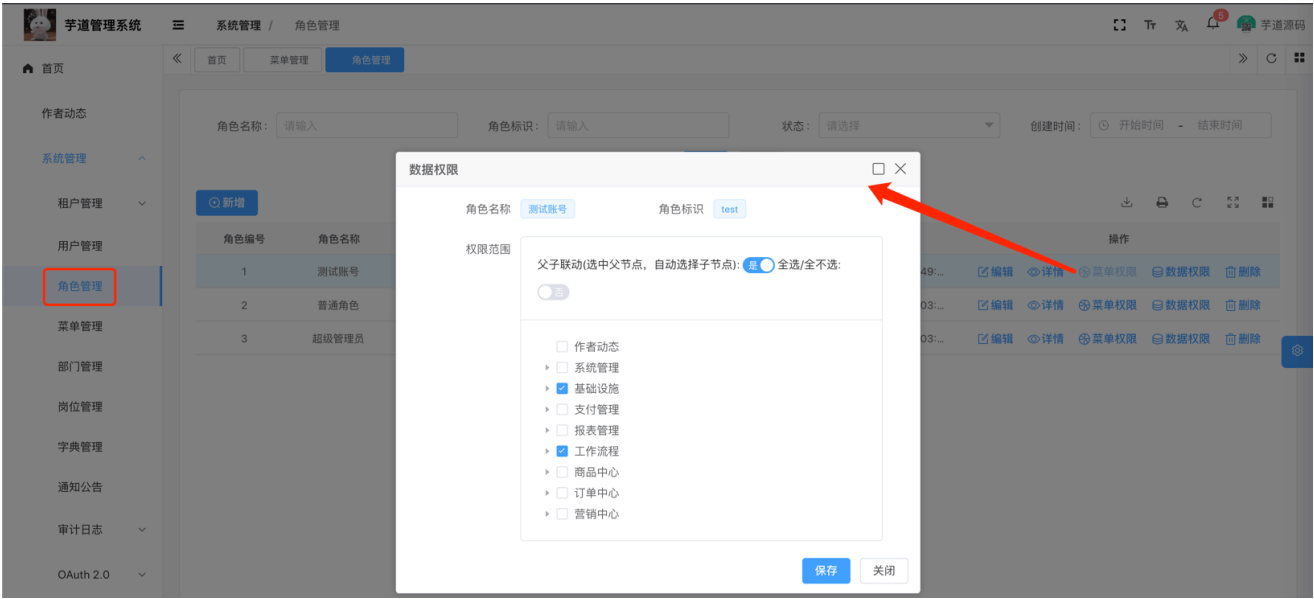 芋道管理系统 系统管理 / 角色管理 Tт 文A 5 芋道源码
首页 首页 菜单管理 角色管理
作者动态
角色名称: 请输入 角色标识: 请输入 状态: 请选择 创建时间: 开始时间 - 结束时间
系统管理
数据权限
租户管理 新增
角色名称 测试账号 角色标识 test
用户管理 角色编号 角色名称 操作
权限范围
父子联动(选中父节点，自动选择子节点): 是 全选/全不选:
否
角色管理 1 测试账号 49:... 编辑 详情 菜单权限 数据权限 删除
2 普通角色 03:... 编辑 详情 菜单权限 数据权限 删除
菜单管理 3 超级管理员 03:... 编辑 详情 菜单权限 数据权限 删除
作者动态
系统管理
部门管理
基础设施
岗位管理 支付管理
报表管理
字典管理 工作流程
商品中心
通知公告 订单中心
营销中心
审计日志
OAuth 2.0 保存 关闭